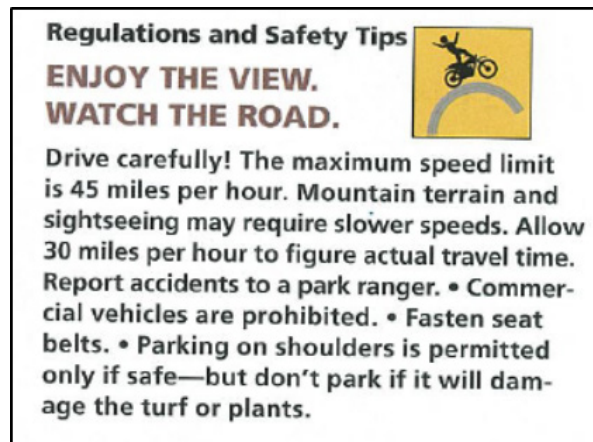 Regulations and Safety Tips
ENJOY THE VIEW.
WATCH THE ROAD.
Drive carefully! The maximum speed limit
is 45 miles per hour. Mountain terrain and
sightseeing may require slower speeds. Allow
30 miles per hour to figure actual travel time.
Report accidents to a park ranger. • Commer-
cial vehicles are prohibited. • Fasten seat
belts. • Parking on shoulders is permitted
only if safe—but don't park if it will dam-
age the turf or plants.